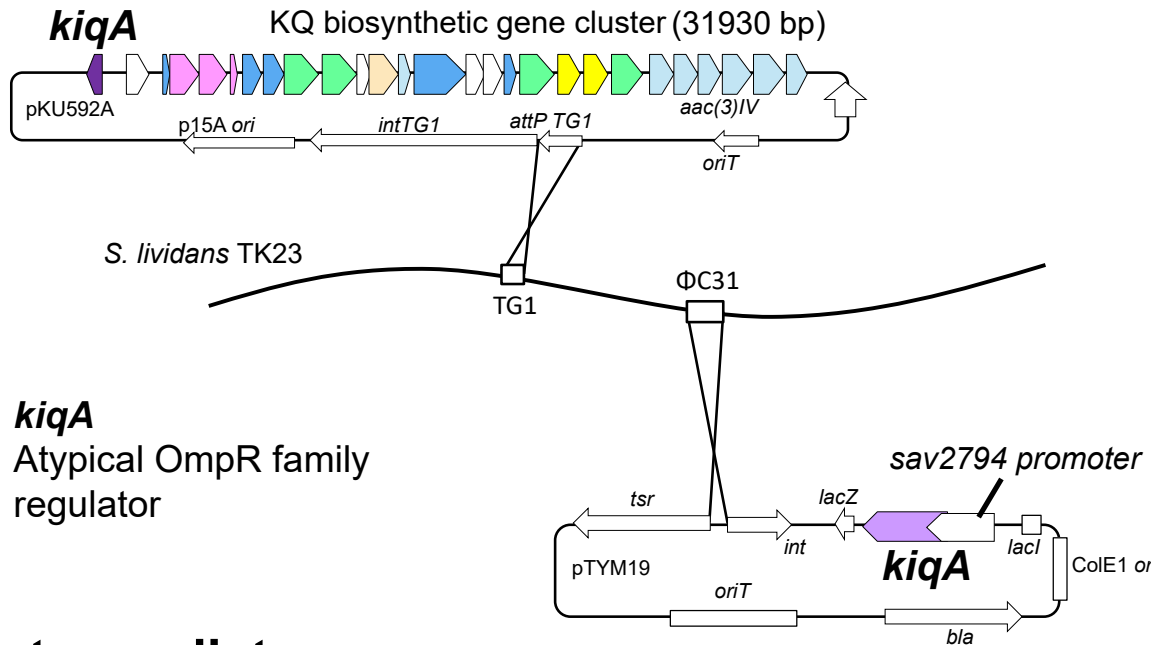 kiqA
KQ biosynthetic gene cluster (31930 bp)
pKU592A
aac(3)IV
p15A ori
intTG1
attP TG1
oriT
S. lividans TK23
ΦC31
TG1
kiqA
Atypical OmpR family
regulator
sav2794 promoter
tsr
lacZ
int
lacI
kiqA
pTYM19
ColE1
oriT
bla